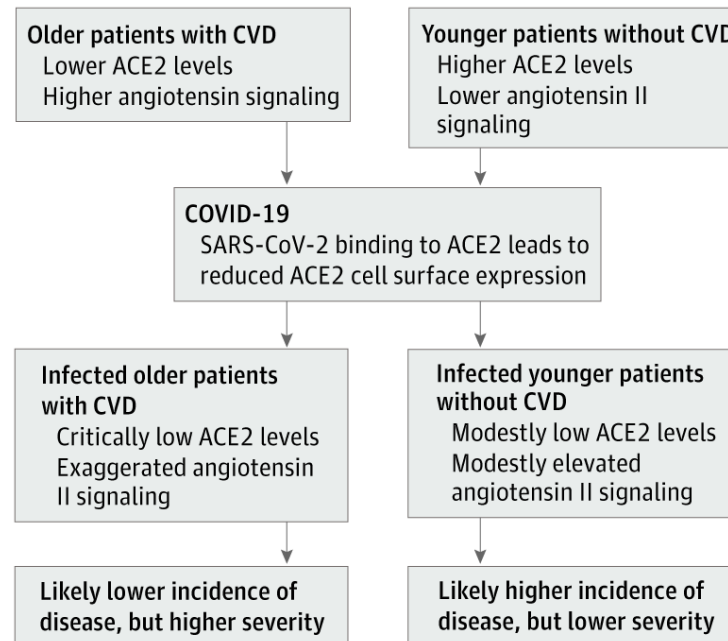 Older patients with CVD
Lower ACE2 levels
Higher angiotensin signaling
Younger patients without CVD
Higher ACE2 levels
Lower angiotensin II
signaling
COVID-19
SARS-CoV-2 binding to ACE2 leads to
reduced ACE2 cell surface expression
Infected older patients
with CVD
Critically low ACE2 levels
Exaggerated angiotensin
II signaling
Infected younger patients
without CVD
Modestly low ACE2 levels
Modestly elevated
angiotensin II signaling
Likely lower incidence of
disease, but higher severity
Likely higher incidence of
disease, but lower severity